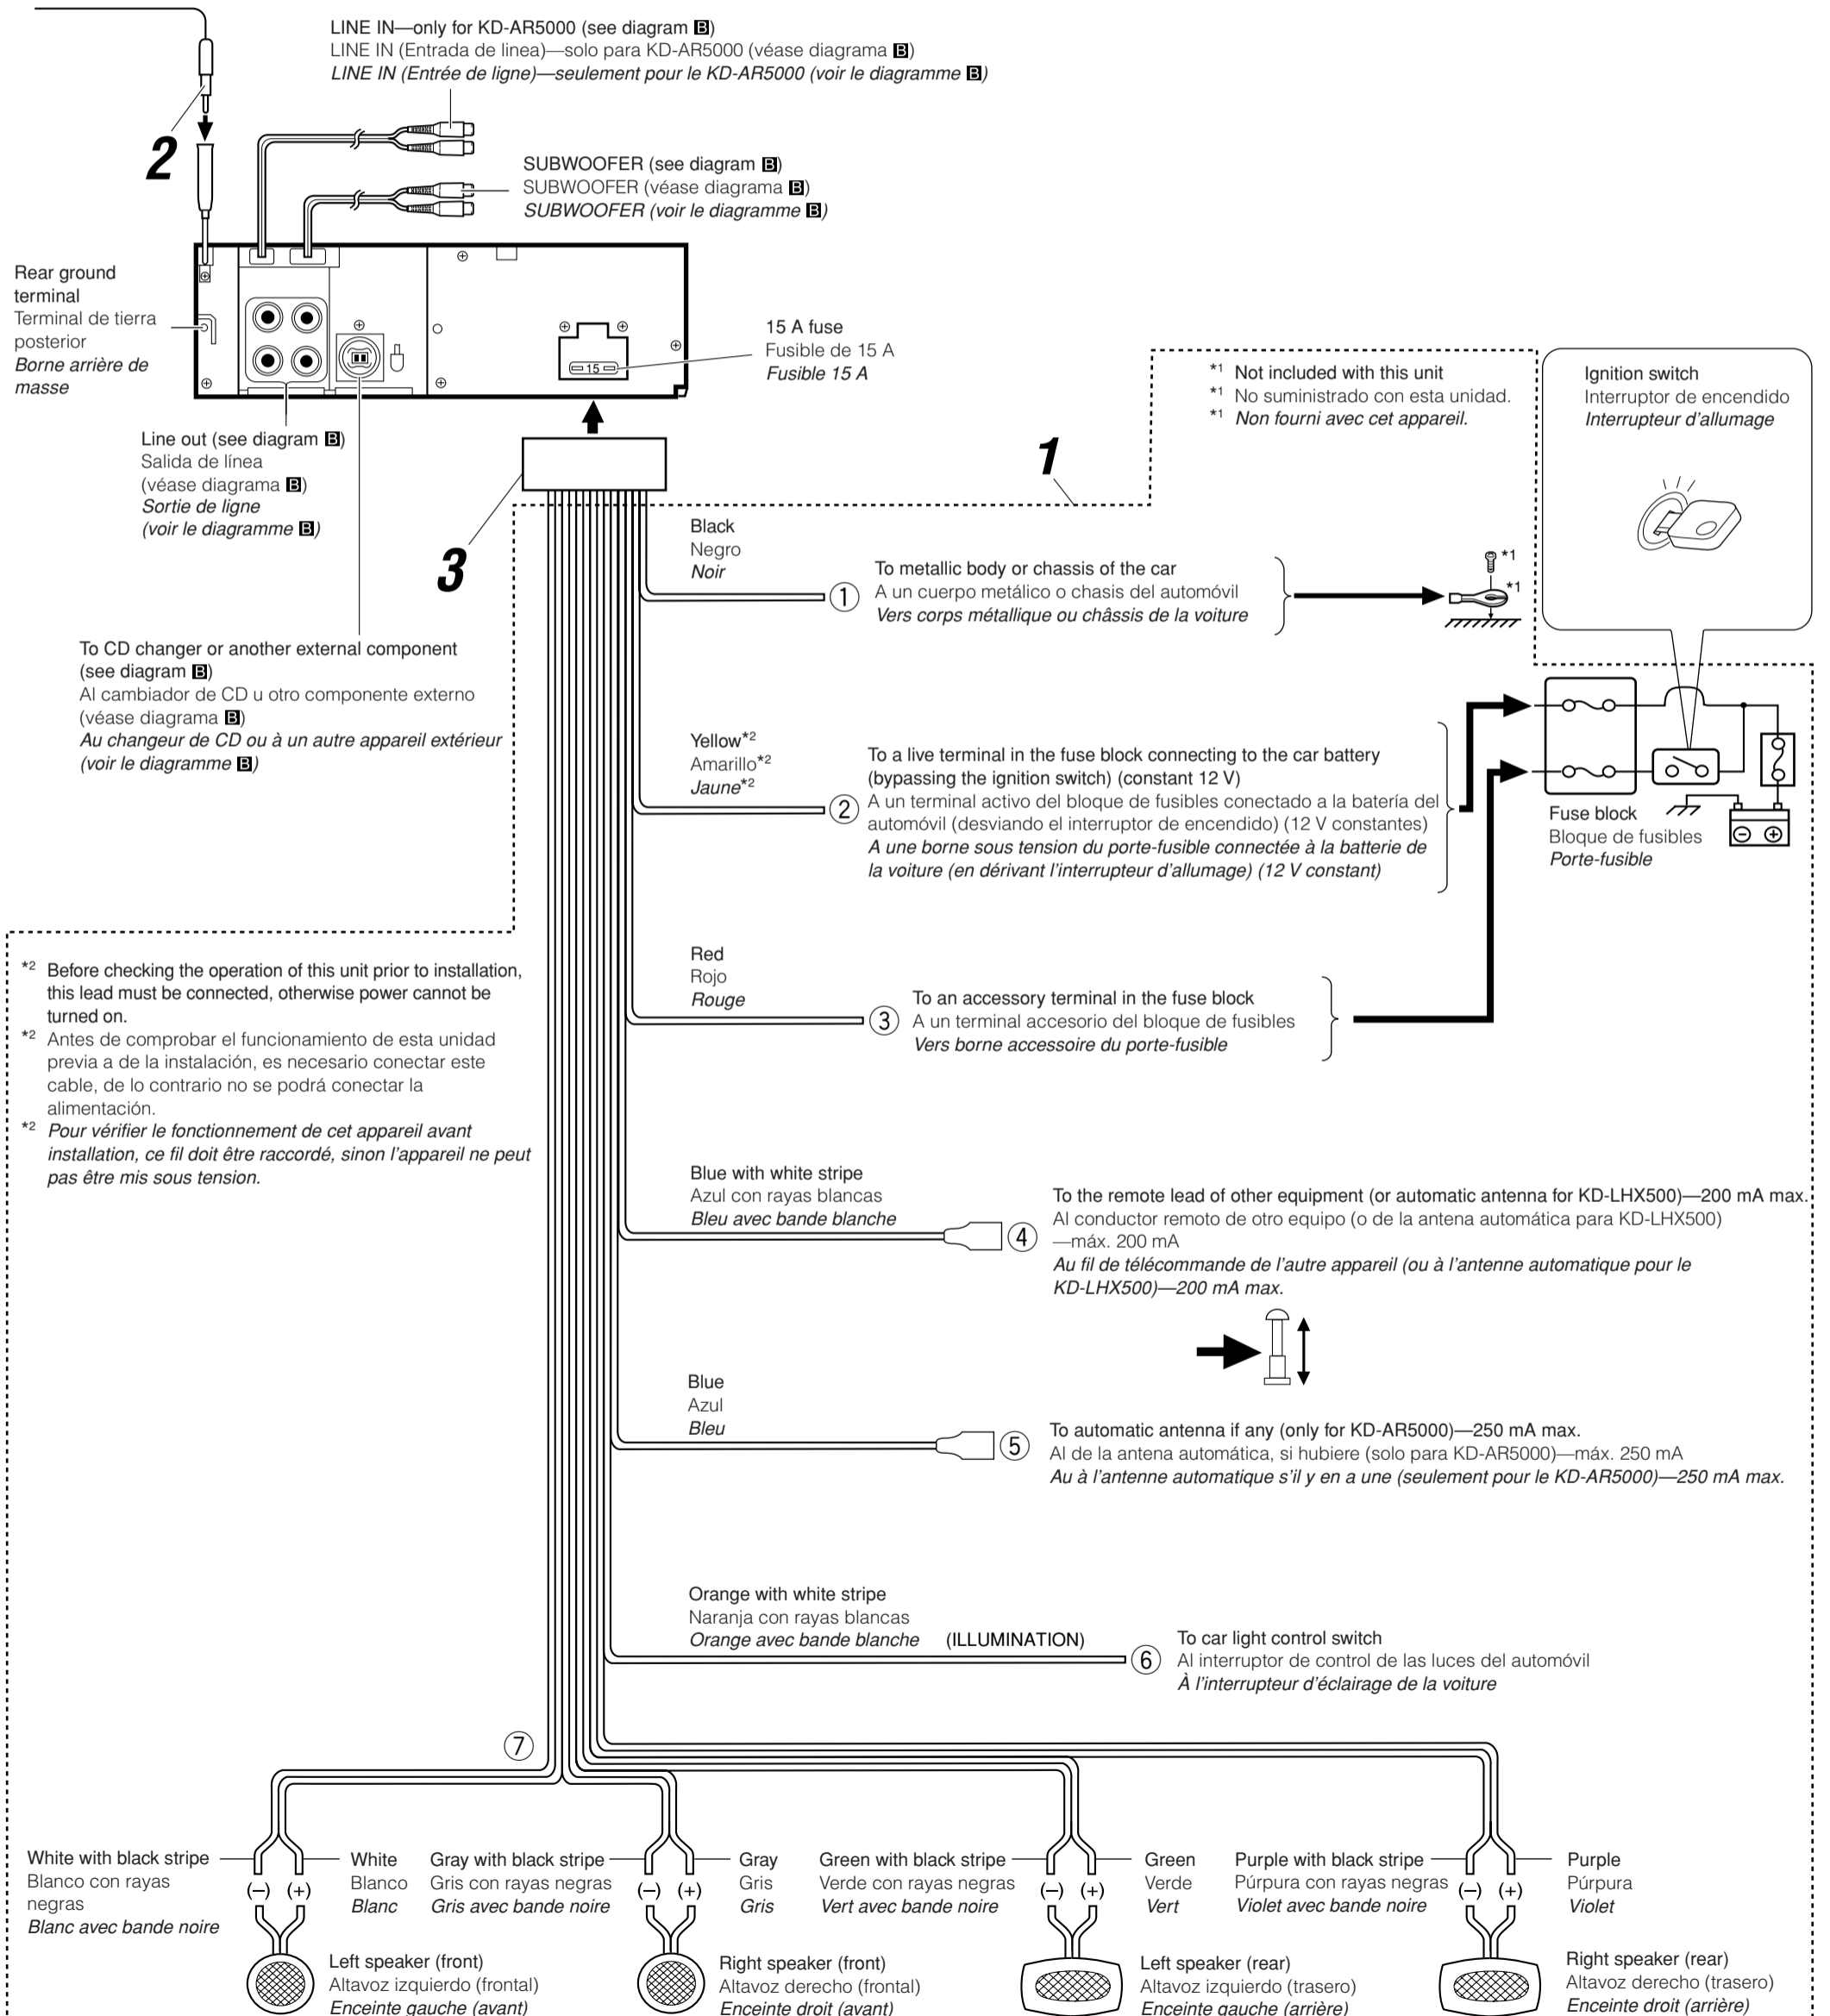 LINE IN—only for KD-AR5000 (see diagram B)
LINE IN (Entrada de linea)—solo para KD-AR5000 (véase diagrama B)
LINE IN (Entrée de ligne)—seulement pour le KD-AR5000 (voir le diagramme B)
2
SUBWOOFER (see diagram B)
SUBWOOFER (véase diagrama B)
SUBWOOFER (voir le diagramme B)
Rear ground
terminal
Terminal de tierra
posterior
Borne arrière de
masse
15
15 A fuse
Fusible de 15 A
Fusible 15 A
*1 Not included with this unit
*1 No suministrado con esta unidad.
*1 Non fourni avec cet appareil.
Ignition switch
Interruptor de encendido
Interrupteur d'allumage
Line out (see diagram B)
Salida de línea
(véase diagrama B)
Sortie de ligne
(voir le diagramme B)
1
3
Black
Negro
Noir
① To metallic body or chassis of the car
A un cuerpo metálico o chasis del automóvil
Vers corps métallique ou châssis de la voiture
*1
*1
To CD changer or another external component
(see diagram B)
Al cambiador de CD u otro componente externo
(véase diagrama B)
Au changeur de CD ou à un autre appareil extérieur
(voir le diagramme B)
Yellow*2
Amarillo*2
Jaune*2
② To a live terminal in the fuse block connecting to the car battery
(bypassing the ignition switch) (constant 12 V)
A un terminal activo del bloque de fusibles conectado a la batería del
automóvil (desviando el interruptor de encendido) (12 V constantes)
A une borne sous tension du porte-fusible connectée à la batterie de
la voiture (en dérivant l'interrupteur d'allumage) (12 V constant)
Fuse block
Bloque de fusibles
Porte-fusible
*2 Before checking the operation of this unit prior to installation,
this lead must be connected, otherwise power cannot be
turned on.
*2 Antes de comprobar el funcionamiento de esta unidad
previa a de la instalación, es necesario conectar este
cable, de lo contrario no se podrá conectar la
alimentación.
*2 Pour vérifier le fonctionnement de cet appareil avant
installation, ce fil doit être raccordé, sinon l'appareil ne peut
pas être mis sous tension.
Red
Rojo
Rouge
③ To an accessory terminal in the fuse block
A un terminal accesorio del bloque de fusibles
Vers borne accessoire du porte-fusible
Blue with white stripe
Azul con rayas blancas
Bleu avec bande blanche
④ To the remote lead of other equipment (or automatic antenna for KD-LHX500)—200 mA max.
Al conductor remoto de otro equipo (o de la antena automática para KD-LHX500)
—máx. 200 mA
Au fil de télécommande de l'autre appareil (ou à l'antenne automatique pour le
KD-LHX500)—200 mA max.
Blue
Azul
Bleu
⑤ To automatic antenna if any (only for KD-AR5000)—250 mA max.
Al de la antena automática, si hubiere (solo para KD-AR5000)—máx. 250 mA
Au à l'antenne automatique s'il y en a une (seulement pour le KD-AR5000)—250 mA max.
Orange with white stripe
Naranja con rayas blancas
Orange avec bande blanche (ILLUMINATION)
⑥ To car light control switch
Al interruptor de control de las luces del automóvil
À l'interrupteur d'éclairage de la voiture
⑦
White with black stripe
Blanco con rayas
negras
Blanc avec bande noire
(–) (+)
White
Blanco
Blanc
Left speaker (front)
Altavoz izquierdo (frontal)
Enceinte gauche (avant)
Gray with black stripe
Gris con rayas negras
Gris avec bande noire
(–) (+)
Gray
Gris
Gris
Right speaker (front)
Altavoz derecho (frontal)
Enceinte droit (avant)
Green with black stripe
Verde con rayas negras
Vert avec bande noire
(–) (+)
Green
Verde
Vert
Left speaker (rear)
Altavoz izquierdo (trasero)
Enceinte gauche (arrière)
Purple with black stripe
Púrpura con rayas negras
Violet avec bande noire
(–) (+)
Purple
Púrpura
Violet
Right speaker (rear)
Altavoz derecho (trasero)
Enceinte droit (arrière)